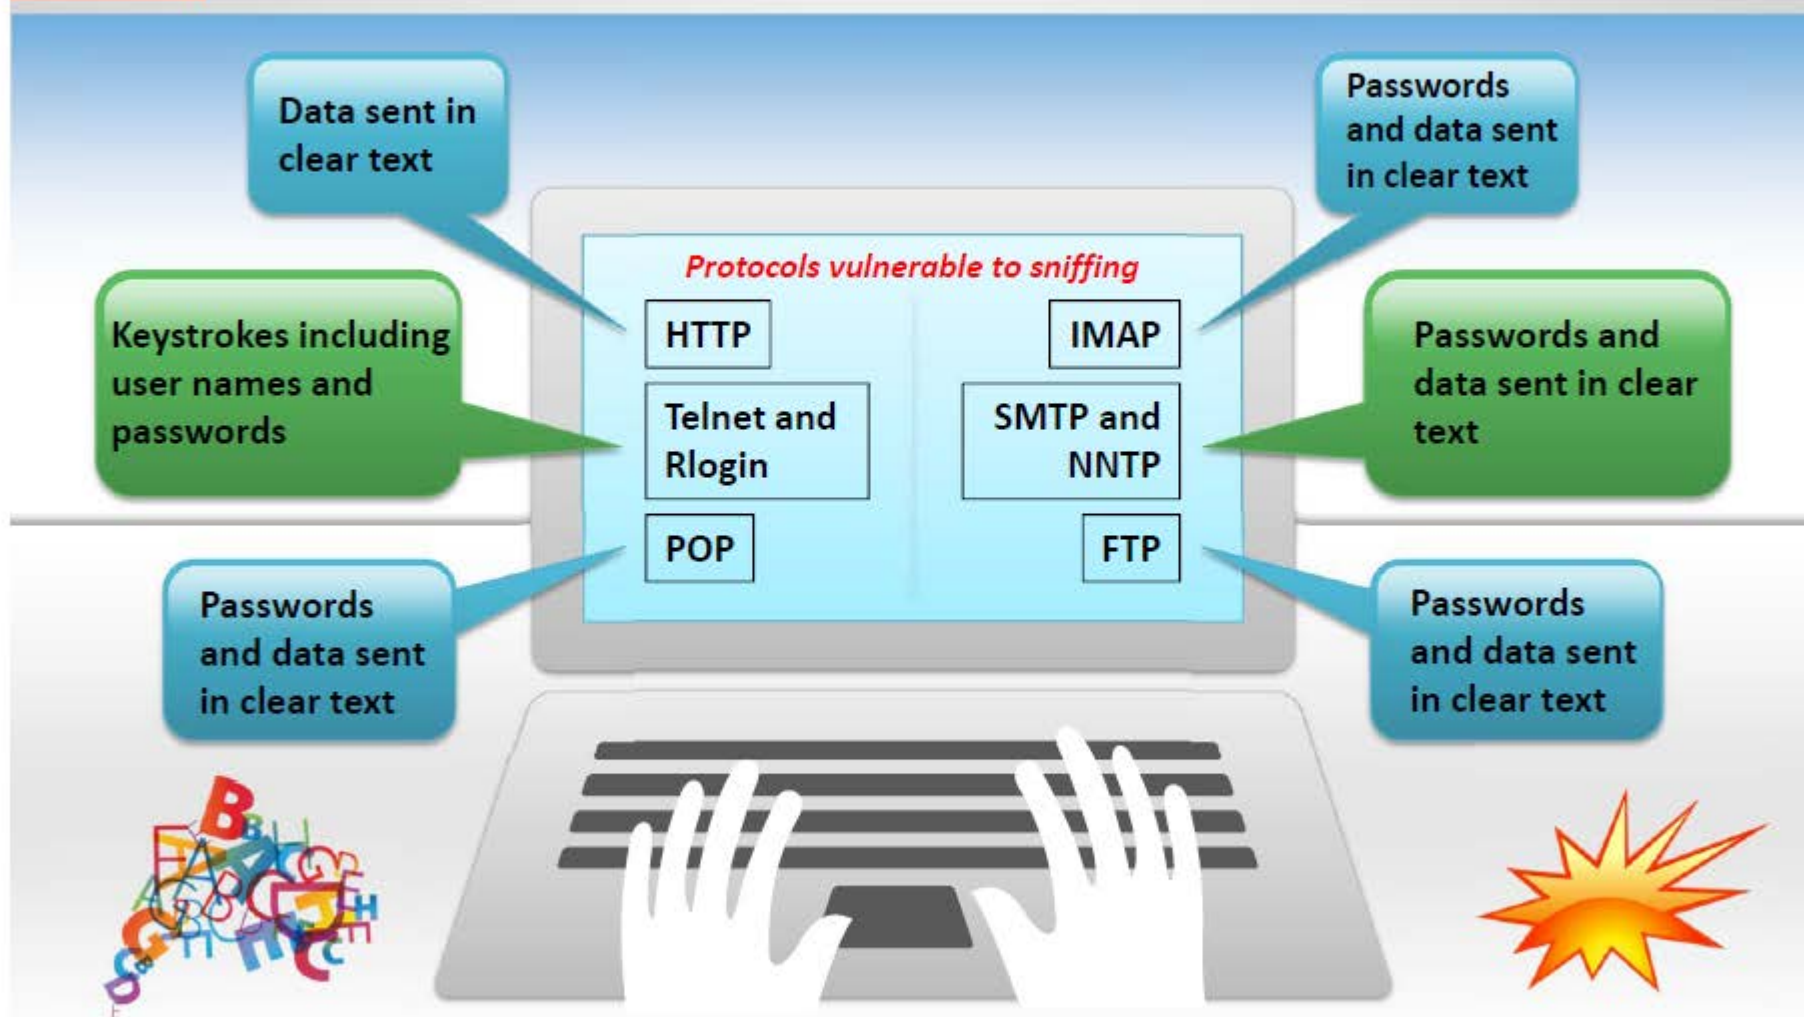 Data sent in
clear text
Passwords
and data sent
in clear text
Protocols vulnerable to sniffing
HTTP
IMAP
Keystrokes including
user names and
passwords
Telnet and
Rlogin
SMTP and
NNTP
Passwords and
data sent in clear
text
POP
FTP
Passwords
and data sent
in clear text
Passwords
and data sent
in clear text